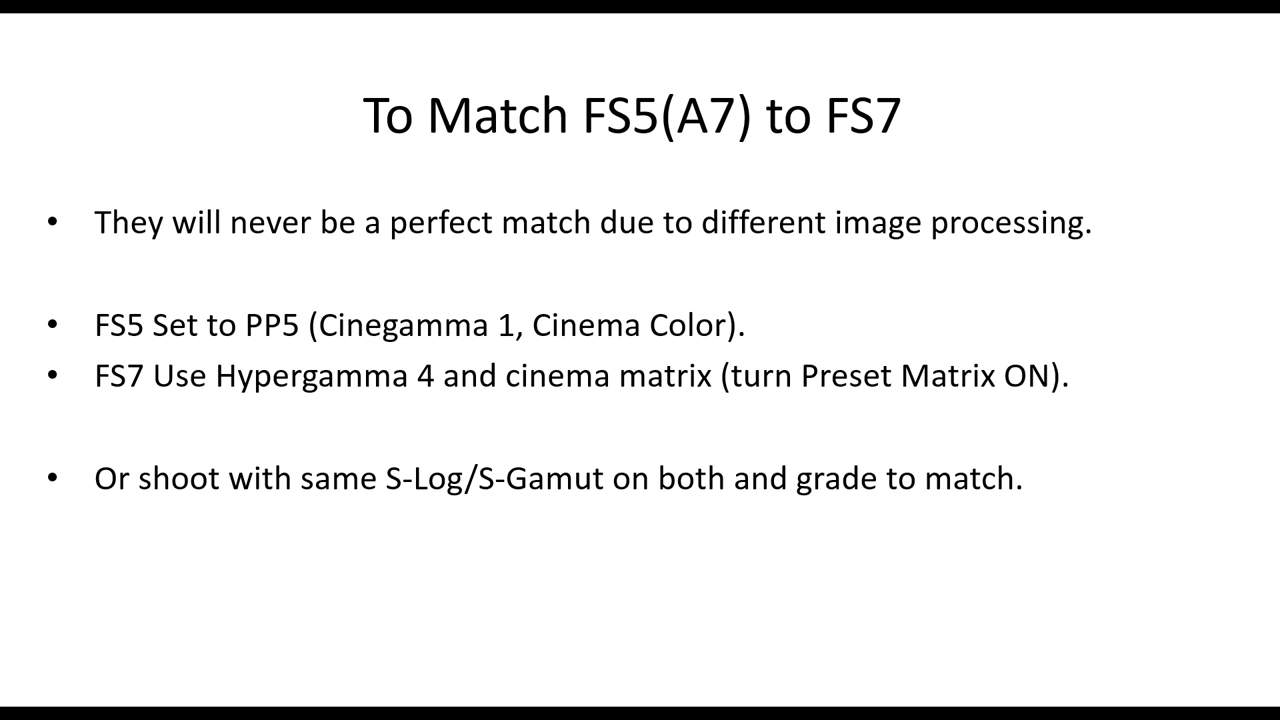 To Match FS5(A7) to FS7
• They will never be a perfect match due to different image processing.
• FS5 Set to PP5 (Cinegamma 1, Cinema Color).
• FS7 Use Hypergamma 4 and cinema matrix (turn Preset Matrix ON).
• Or shoot with same S-Log/S-Gamut on both and grade to match.